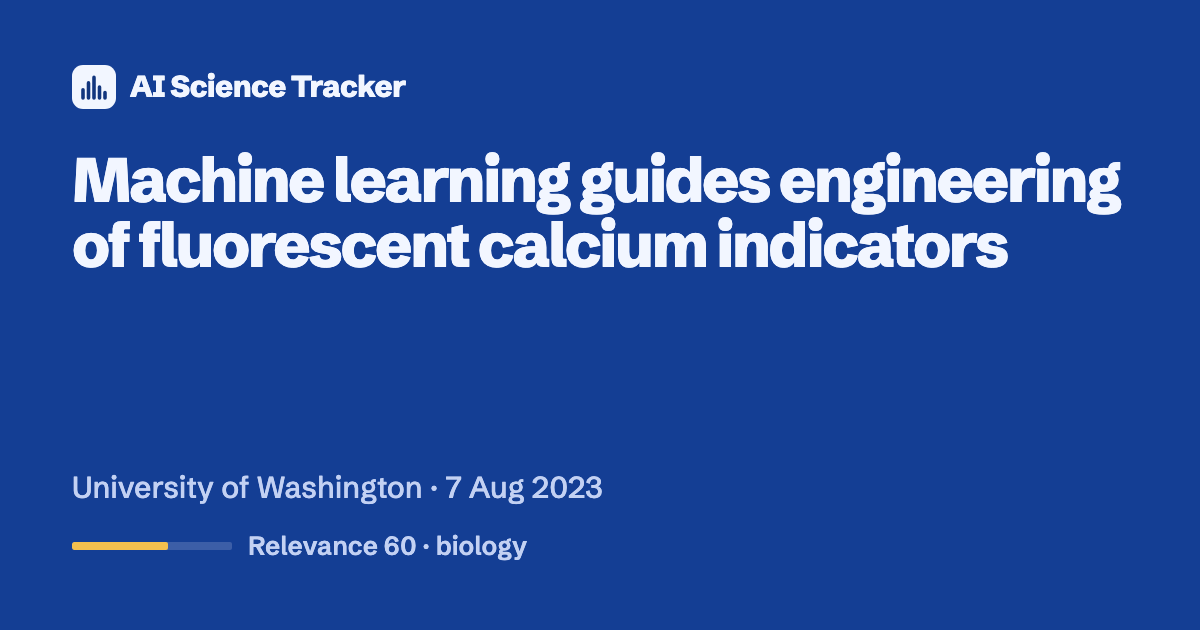 AI Science Tracker
Machine learning guides engineering
of fluorescent calcium indicators
University of Washington · 7 Aug 2023
Relevance 60 · biology